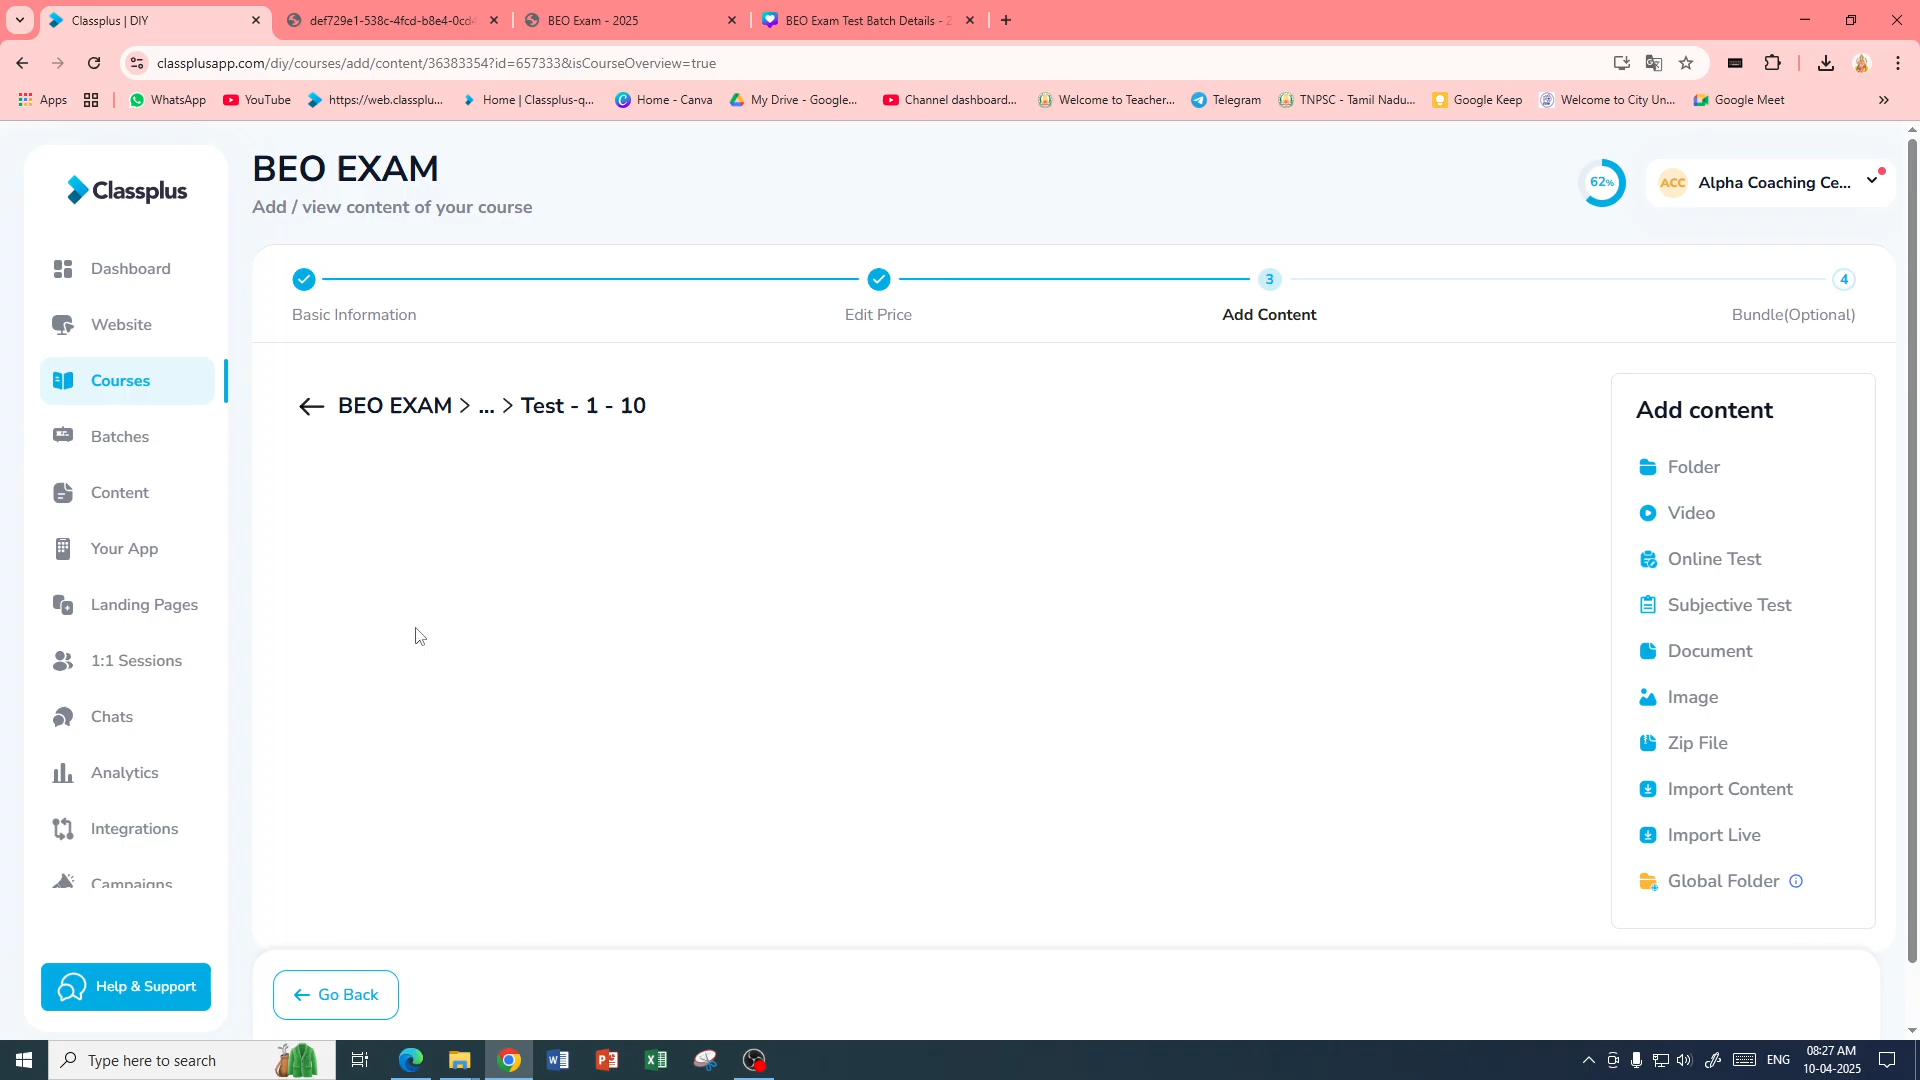 Classplus | DIY
def729e1-538c-4fcd-b8e4-0cd
BEO Exam - 2025
BEO Exam Test Batch Details - 2
classplusapp.com/diy/courses/add/content/36383354?id=657333&isCourseOverview=true
Apps
WhatsApp
YouTube
https://web.classplu...
Home | Classplus-q...
Home - Canva
My Drive - Google...
Channel dashboard...
Welcome to Teacher...
Telegram
TNPSC - Tamil Nadu...
Google Keep
Welcome to City Un...
Google Meet
Classplus
Dashboard
Website
Courses
Batches
Content
Your App
Landing Pages
1:1 Sessions
Chats
Analytics
Integrations
Campaigns
Help & Support
BEO EXAM
Add / view content of your course
62%
ACC
Alpha Coaching Ce...
3
4
Basic Information
Edit Price
Add Content
Bundle(Optional)
BEO EXAM > ... > Test - 1 - 10
Add content
Folder
Video
Online Test
Subjective Test
Document
Image
Zip File
Import Content
Import Live
Global Folder
Go Back
Type here to search
ENG
08:27 AM
10-04-2025